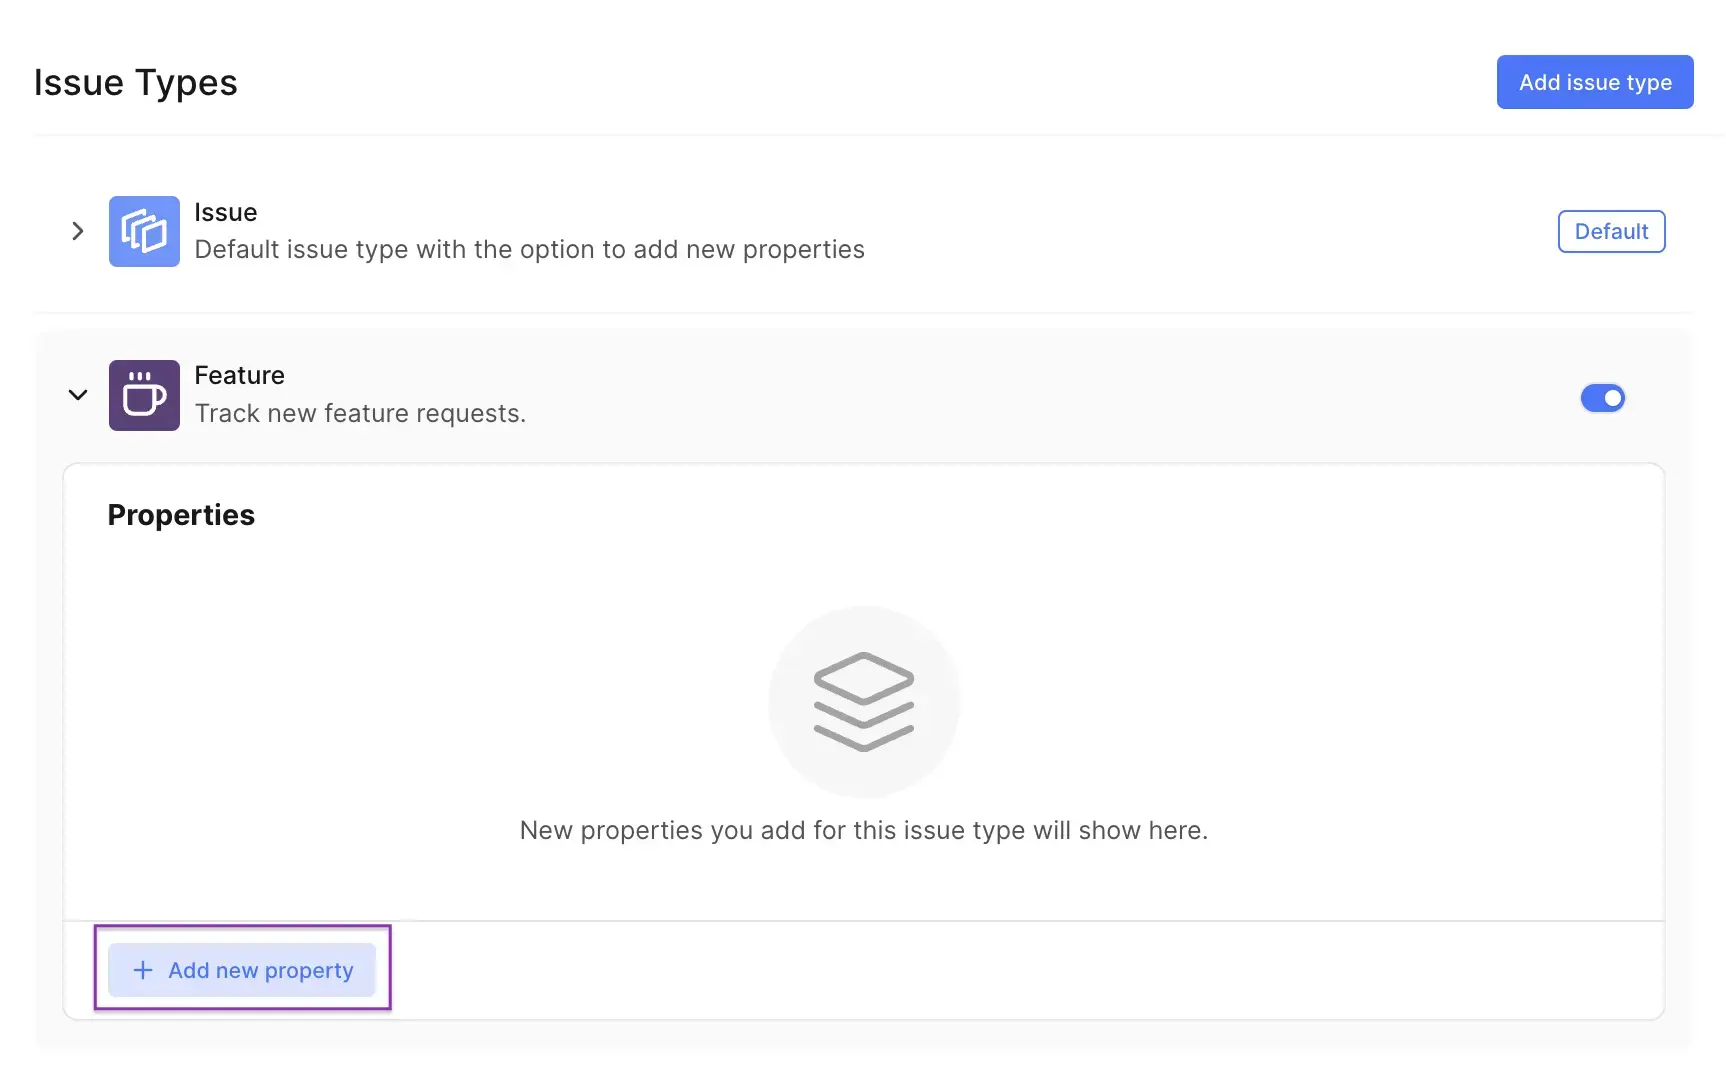 Issue Types
Add issue type
Issue
Default issue type with the option to add new properties
Default
Feature
Track new feature requests.
Properties
New properties you add for this issue type will show here.
Add new property